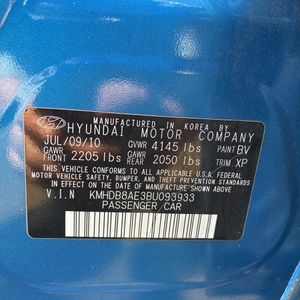 MANUFACTURED IN KOREA BY
HYUNDAI MOTOR COMPANY
JUL/09/10 GVWR 4145 lbs PAINT BV
GAWR FRONT 2205 lbs GAWR REAR 2050 lbs TRIM XP
THIS VEHICLE CONFORMS TO ALL APPLICABLE FEDERAL
MOTOR VEHICLE SAFETY, BUMPER, AND THEFT PREVENTION
STANDARDS IN EFFECT ON THE DATE OF MANUFACTURE
SHOWN ABOVE.
V.I.N KMHDB8AE3BU093933
PASSENGER CAR